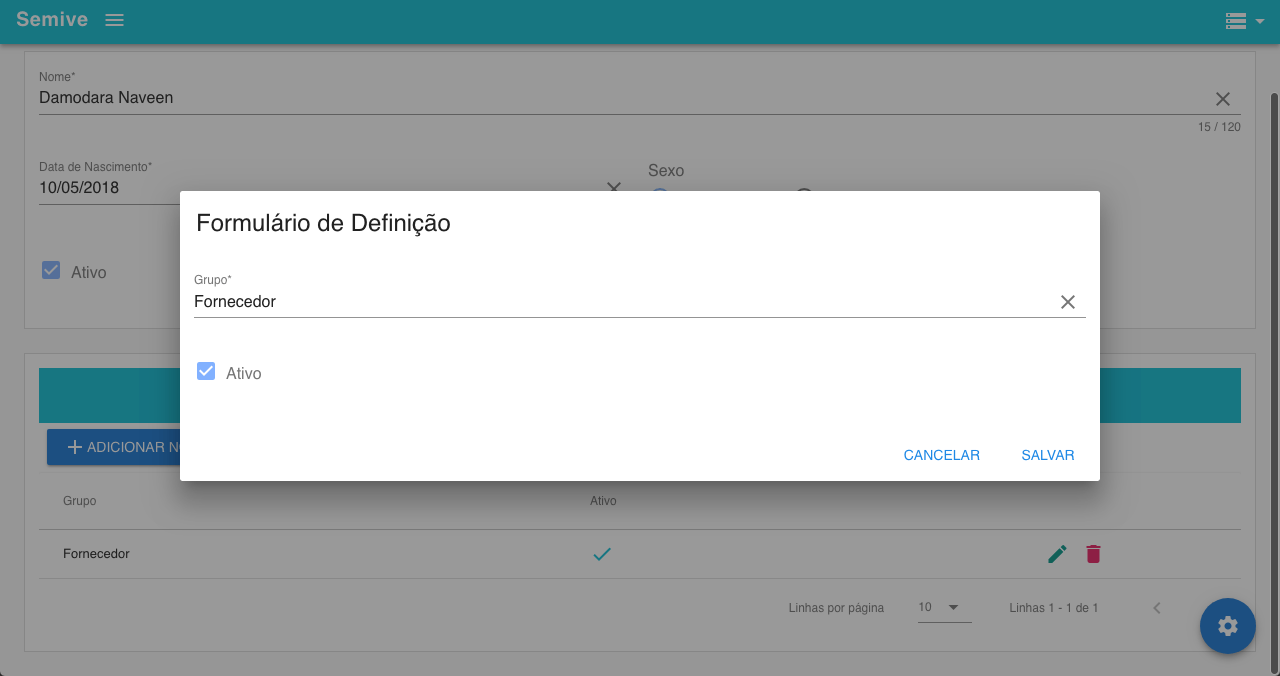 Semive
Nome*
Damodara Naveen
15 / 120
Data de Nascimento*
10/05/2018
Sexo
Ativo
Formulário de Definição
Grupo*
Fornecedor
Ativo
CANCELAR SALVAR
ADICIONAR
Grupo Ativo
Fornecedor
Linhas por página 10 Linhas 1 - 1 de 1